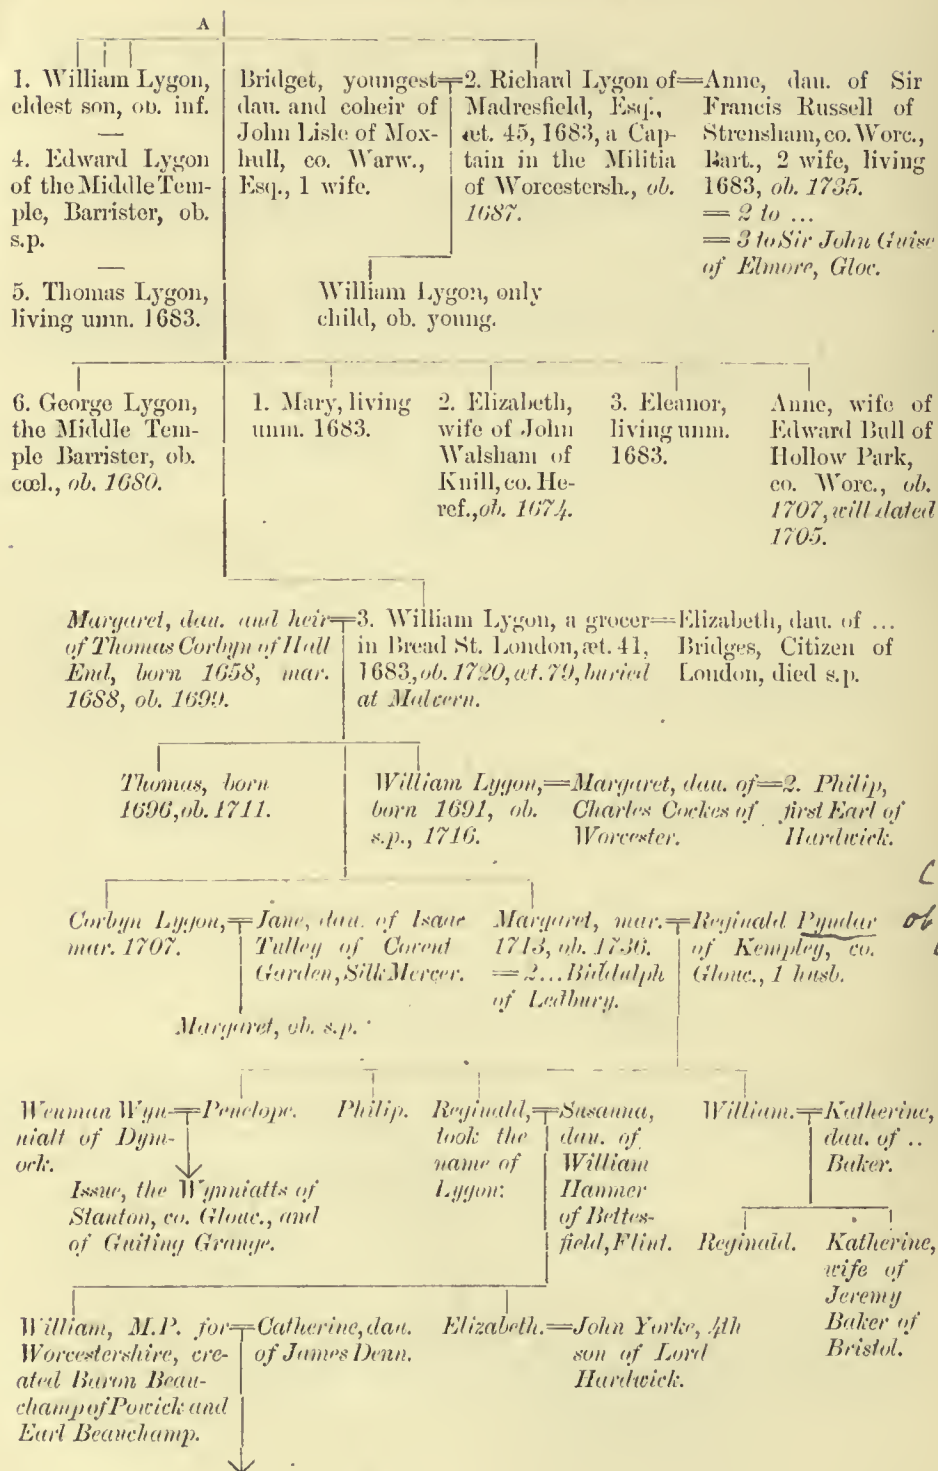 A
1. William Lygon,
eldest son, ob. inf.
—
4. Edward Lygon
of the Middle Tem-
ple, Barrister, ob.
s.p.
—
5. Thomas Lygon,
living unm. 1683.
Bridget, youngest
dau. and coheir of
John Lisle of Mox-
hull, co. Warw.,
Esq., 1 wife.
=2. Richard Lygon of
Madresfield, Esq.,
æt. 45, 1683, a Cap-
tain in the Militia
of Worcestersh., ob.
1687.
=Anne, dau. of Sir
Francis Russell of
Strensham, co. Worc.,
Bart., 2 wife, living
1683, ob. 1735.
= 2 to ...
= 3 to Sir John Guise
of Elmore, Gloc.
William Lygon, only
child, ob. young.
6. George Lygon,
the Middle Tem-
ple Barrister, ob.
cœl., ob. 1680.
1. Mary, living
unm. 1683.
2. Elizabeth,
wife of John
Walsham of
Knill, co. He-
ref., ob. 1674.
3. Eleanor,
living unm.
1683.
Anne, wife of
Edward Bull of
Hollow Park,
co. Worc., ob.
1707, will dated
1705.
Margaret, dau. and heir
of Thomas Corbyn of Hall
End, born 1658, mar.
1688, ob. 1699.
=3. William Lygon, a grocer
in Bread St. London, æt. 41,
1683, ob. 1720, æt. 79, buried
at Malvern.
=Elizabeth, dau. of ...
Bridges, Citizen of
London, died s.p.
Thomas, born
1696, ob. 1711.
William Lygon,
born 1691, ob.
s.p., 1716.
=Margaret, dau. of
Charles Cockes of
Worcester.
=2. Philip,
first Earl of
Hardwick.
Corbyn Lygon,
mar. 1707.
=Jane, dau. of Isaac
Tulley of Covent
Garden, Silk Mercer.
Margaret, mar.
1713, ob. 1736.
= 2 ... Biddulph
of Ledbury.
=Reginald Pyndar
of Kempley, co.
Glouc., 1 husb.
ob
Margaret, ob. s.p.
Wenman Wyn-
niatt of Dym-
ock.
=Penelope.
Philip.
Reginald,
took the
name of
Lygon.
=Susanna,
dau. of
William
Hanmer
of Bettes-
field, Flint.
William.
=Katherine,
dau. of ..
Baker.
Issue, the Wynniatts of
Stanton, co. Glouc., and
of Guiting Grange.
Reginald.
Katherine,
wife of
Jeremy
Baker of
Bristol.
William, M.P. for
Worcestershire, cre-
ated Baron Beau-
champ of Powick and
Earl Beauchamp.
=Catherine, dau.
of James Denn.
Elizabeth.
=John Yorke, 4th
son of Lord
Hardwick.